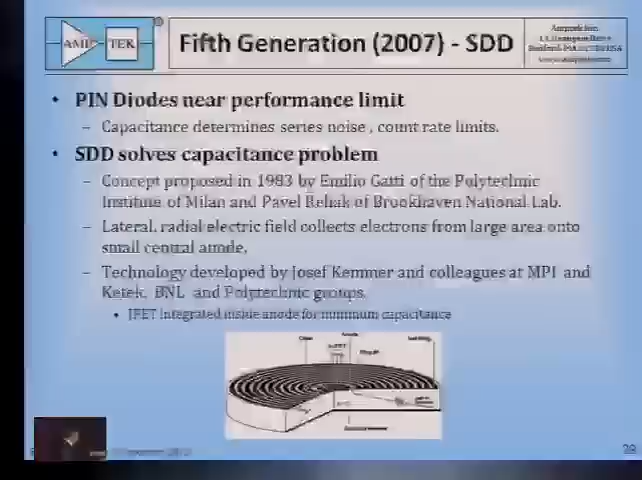 AMP TEK ®
Fifth Generation (2007) - SDD
Amptek Inc.
• PIN Diodes near performance limit
– Capacitance determines series noise , count rate limits.
• SDD solves capacitance problem
– Concept proposed in 1983 by Emilio Gatti of the Polytechnic
Institute of Milan and Pavel Rehak of Brookhaven National Lab.
– Lateral, radial electric field collects electrons from large area onto
small central anode.
– Technology developed by Josef Kemmer and colleagues at MPI and
Ketek, BNL and Polytechnic groups.
• JFET integrated inside anode for minimum capacitance
Anode